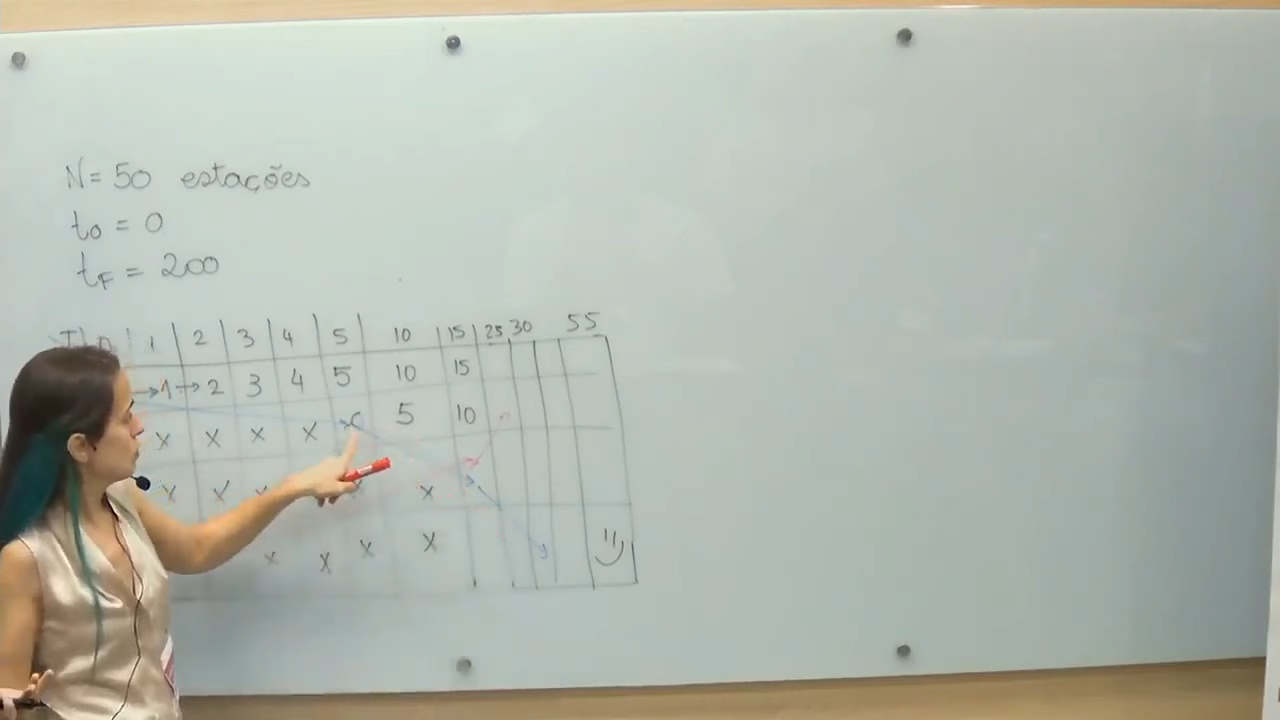 N = 50 estações
t0 = 0
tF = 200
1 2 3 4 5 10 15 25 30 55
→1→2 3 4 5 10 15
x 5 10
x x x x
x x x x
x x x x